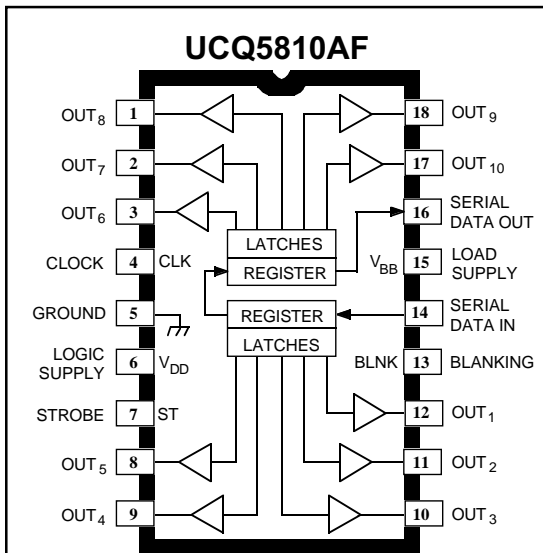 UCQ5810AF
OUT8 1 18 OUT9
OUT7 2 17 OUT10
OUT6 3 16 SERIAL
DATA OUT
LATCHES
REGISTER
CLOCK 4 CLK VBB 15 LOAD
SUPPLY
GROUND 5 REGISTER 14 SERIAL
DATA IN
LATCHES
LOGIC
SUPPLY 6 VDD BLNK 13 BLANKING
STROBE 7 ST 12 OUT1
OUT5 8 11 OUT2
OUT4 9 10 OUT3